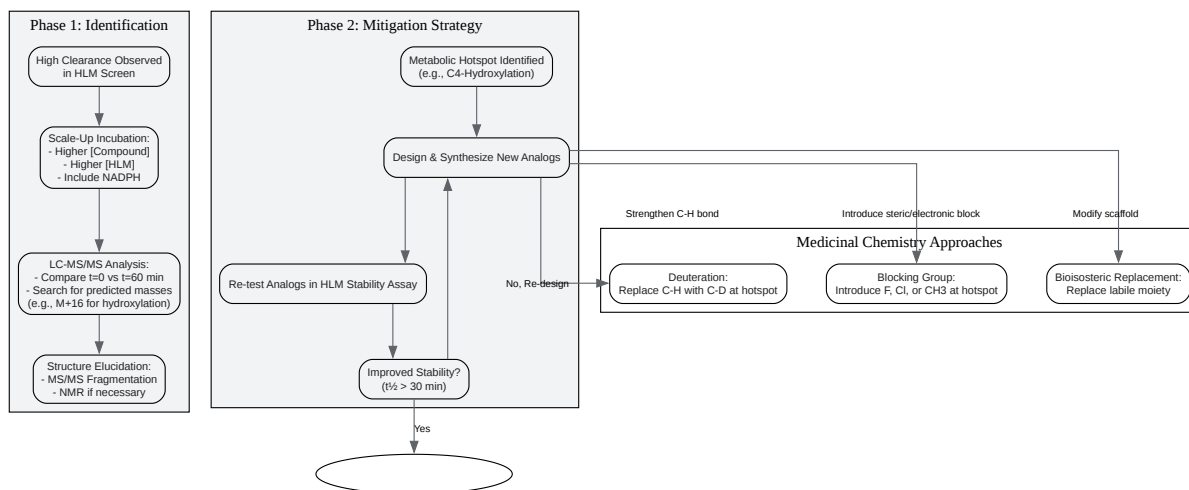 Phase 1: Identification
High Clearance Observed
in HLM Screen
Scale-Up Incubation:
- Higher [Compound]
- Higher [HLM]
- Include NADPH
LC-MS/MS Analysis:
- Compare t=0 vs t=60 min
- Search for predicted masses
(e.g., M+16 for hydroxylation)
Structure Elucidation:
- MS/MS Fragmentation
- NMR if necessary
Phase 2: Mitigation Strategy
Metabolic Hotspot Identified
(e.g., C4-Hydroxylation)
Design & Synthesize New Analogs
Re-test Analogs in HLM Stability Assay
No, Re-design
Improved Stability?
(t½ > 30 min)
Yes
Strengthen C-H bond
Introduce steric/electronic block
Modify scaffold
Medicinal Chemistry Approaches
Deuteration:
Replace C-H with C-D at hotspot
Blocking Group:
Introduce F, Cl, or CH3 at hotspot
Bioisosteric Replacement:
Replace labile moiety